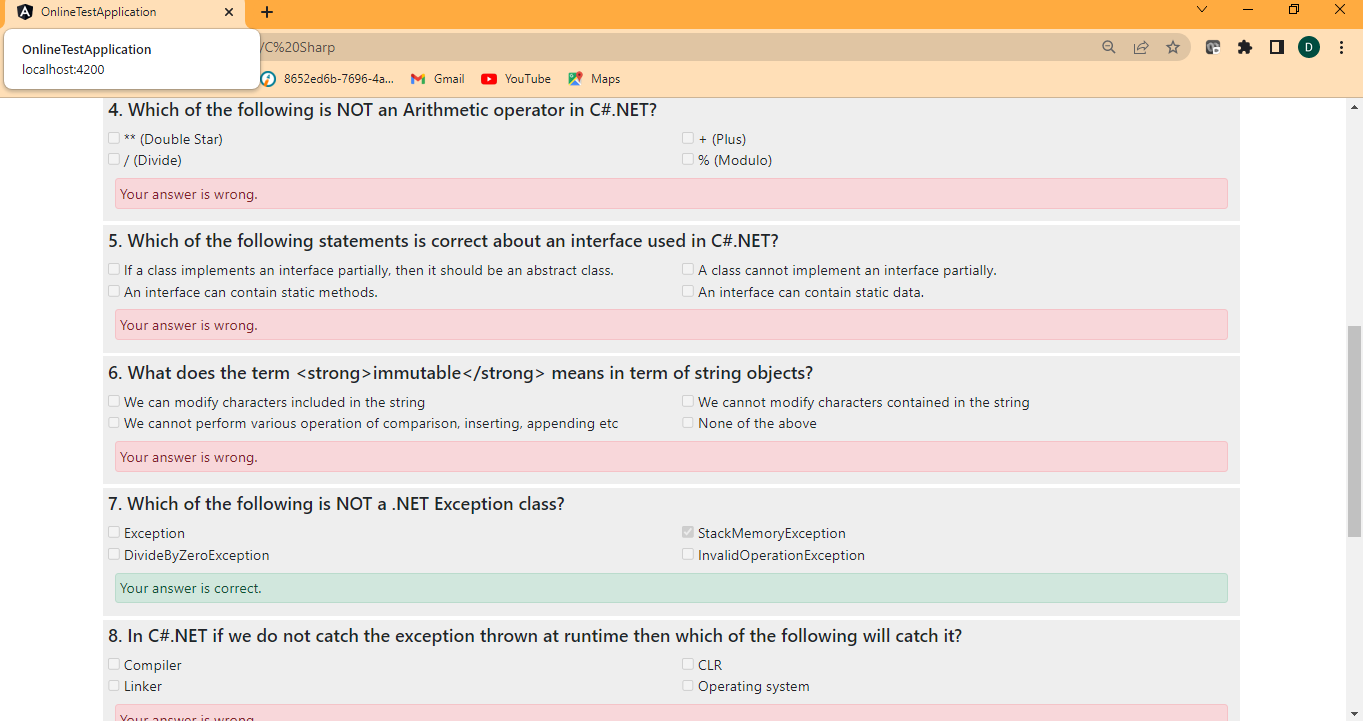 OnlineTestApplication
OnlineTestApplication
localhost:4200
/C%20Sharp
D
8652ed6b-7696-4a...
Gmail
YouTube
Maps
4. Which of the following is NOT an Arithmetic operator in C#.NET?
** (Double Star)
+ (Plus)
/ (Divide)
% (Modulo)
Your answer is wrong.
5. Which of the following statements is correct about an interface used in C#.NET?
If a class implements an interface partially, then it should be an abstract class.
A class cannot implement an interface partially.
An interface can contain static methods.
An interface can contain static data.
Your answer is wrong.
6. What does the term <strong>immutable</strong> means in term of string objects?
We can modify characters included in the string
We cannot modify characters contained in the string
We cannot perform various operation of comparison, inserting, appending etc
None of the above
Your answer is wrong.
7. Which of the following is NOT a .NET Exception class?
Exception
StackMemoryException
DivideByZeroException
InvalidOperationException
Your answer is correct.
8. In C#.NET if we do not catch the exception thrown at runtime then which of the following will catch it?
Compiler
CLR
Linker
Operating system
Your answer is wrong.